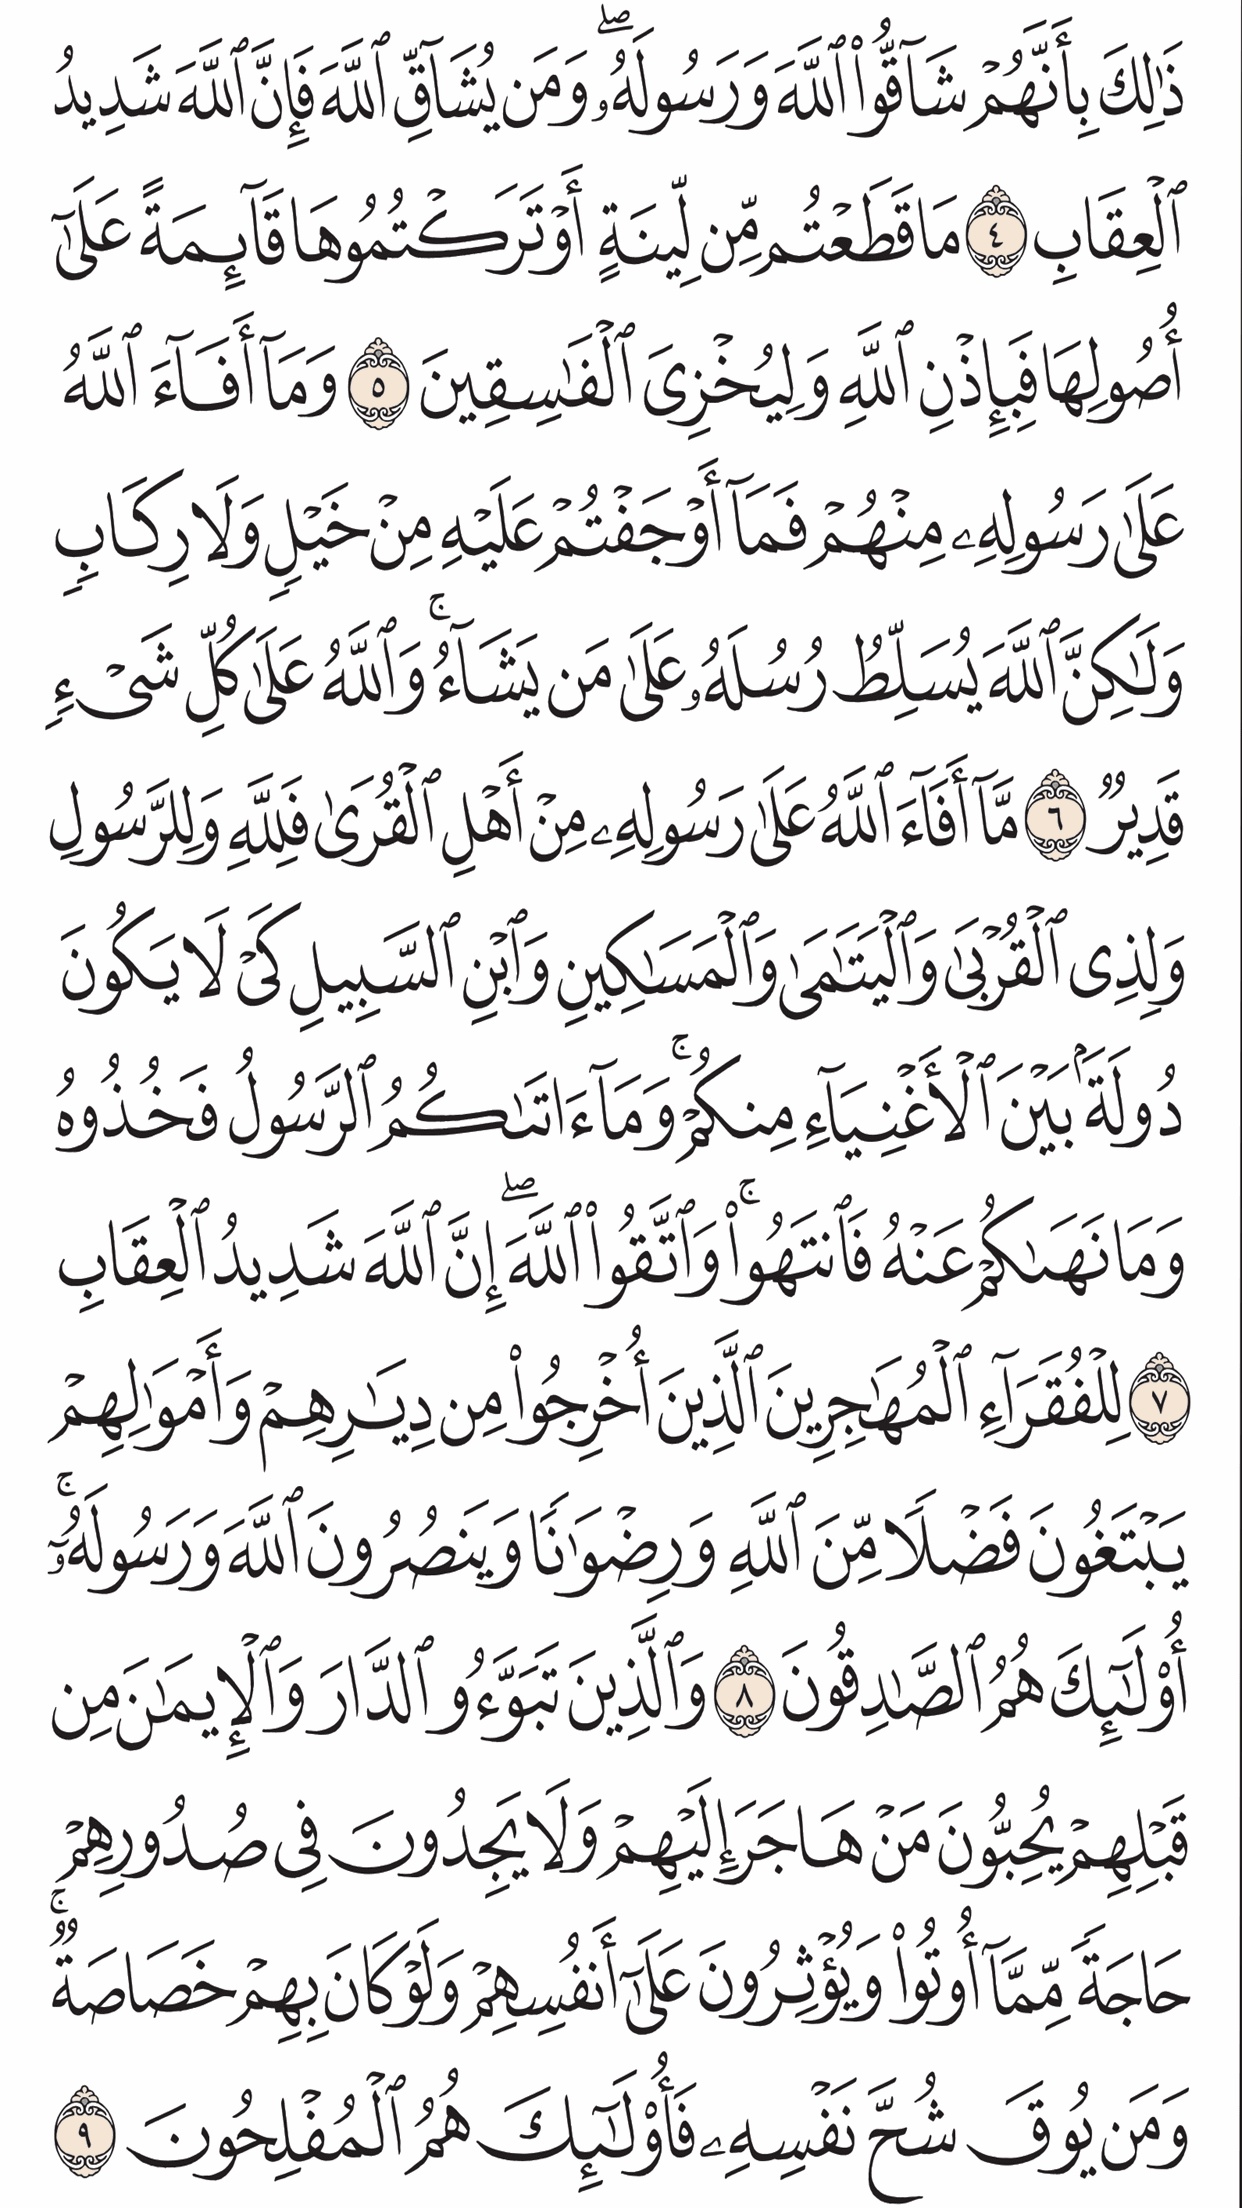 ذَٰلِكَ بِأَنَّهُمۡ شَآقُّواْ ٱللَّهَ وَرَسُولَهُۥۖ وَمَن يُشَآقِّ ٱللَّهَ فَإِنَّ ٱللَّهَ شَدِيدُ
ٱلۡعِقَابِ ٤ مَا قَطَعۡتُم مِّن لِّينَةٍ أَوۡ تَرَكۡتُمُوهَا قَآئِمَةً عَلَىٰٓ
أُصُولِهَا فَبِإِذۡنِ ٱللَّهِ وَلِيُخۡزِيَ ٱلۡفَٰسِقِينَ ٥ وَمَآ أَفَآءَ ٱللَّهُ
عَلَىٰ رَسُولِهِۦ مِنۡهُمۡ فَمَآ أَوۡجَفۡتُمۡ عَلَيۡهِ مِنۡ خَيۡلٖ وَلَا رِكَابٖ
وَلَٰكِنَّ ٱللَّهَ يُسَلِّطُ رُسُلَهُۥ عَلَىٰ مَن يَشَآءُۚ وَٱللَّهُ عَلَىٰ كُلِّ شَيۡءٖ
قَدِيرٞ ٦ مَّآ أَفَآءَ ٱللَّهُ عَلَىٰ رَسُولِهِۦ مِنۡ أَهۡلِ ٱلۡقُرَىٰ فَلِلَّهِ وَلِلرَّسُولِ
وَلِذِي ٱلۡقُرۡبَىٰ وَٱلۡيَتَٰمَىٰ وَٱلۡمَسَٰكِينِ وَٱبۡنِ ٱلسَّبِيلِ كَيۡ لَا يَكُونَ
دُولَةَۢ بَيۡنَ ٱلۡأَغۡنِيَآءِ مِنكُمۡۚ وَمَآ ءَاتَىٰكُمُ ٱلرَّسُولُ فَخُذُوهُ
وَمَا نَهَىٰكُمۡ عَنۡهُ فَٱنتَهُواْۚ وَٱتَّقُواْ ٱللَّهَۖ إِنَّ ٱللَّهَ شَدِيدُ ٱلۡعِقَابِ
٧ لِلۡفُقَرَآءِ ٱلۡمُهَٰجِرِينَ ٱلَّذِينَ أُخۡرِجُواْ مِن دِيَٰرِهِمۡ وَأَمۡوَٰلِهِمۡ
يَبۡتَغُونَ فَضۡلٗا مِّنَ ٱللَّهِ وَرِضۡوَٰنٗا وَيَنصُرُونَ ٱللَّهَ وَرَسُولَهُۥٓۚ
أُوْلَٰٓئِكَ هُمُ ٱلصَّٰدِقُونَ ٨ وَٱلَّذِينَ تَبَوَّءُو ٱلدَّارَ وَٱلۡإِيمَٰنَ مِن
قَبۡلِهِمۡ يُحِبُّونَ مَنۡ هَاجَرَ إِلَيۡهِمۡ وَلَا يَجِدُونَ فِي صُدُورِهِمۡ
حَاجَةٗ مِّمَّآ أُوتُواْ وَيُؤۡثِرُونَ عَلَىٰٓ أَنفُسِهِمۡ وَلَوۡ كَانَ بِهِمۡ خَصَاصَةٞۚ
وَمَن يُوقَ شُحَّ نَفۡسِهِۦ فَأُوْلَٰٓئِكَ هُمُ ٱلۡمُفۡلِحُونَ ٩